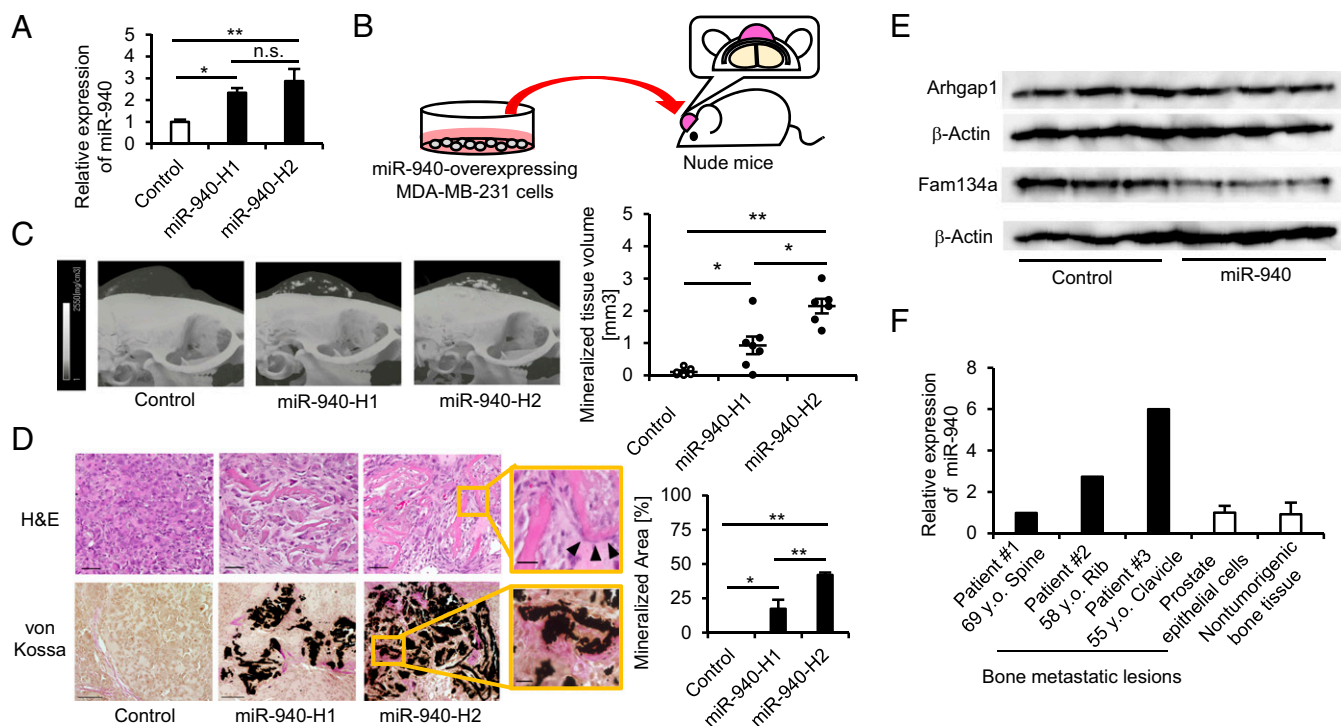 A
Relative expression
of miR-940
5
4
3
2
1
0
**
n.s.
*
Control
miR-940-H1
miR-940-H2
B
miR-940-overexpressing
MDA-MB-231 cells
Nude mice
C
2550[mg/cm3]
1
Control
miR-940-H1
miR-940-H2
Mineralized tissue volume
[mm3]
5
4
3
2
1
0
**
*
*
Control
miR-940-H1
miR-940-H2
D
H&E
von
Kossa
Control
miR-940-H1
miR-940-H2
Mineralized Area [%]
100
75
50
25
0
**
**
*
Control
miR-940-H1
miR-940-H2
E
Arhgap1
β-Actin
Fam134a
β-Actin
Control
miR-940
F
Relative expression
of miR-940
8
6
4
2
0
Patient #1
69 y.o. Spine
Patient #2
58 y.o. Rib
Patient #3
55 y.o. Clavicle
Prostate
epithelial cells
Nontumorigenic
bone tissue
Bone metastatic lesions